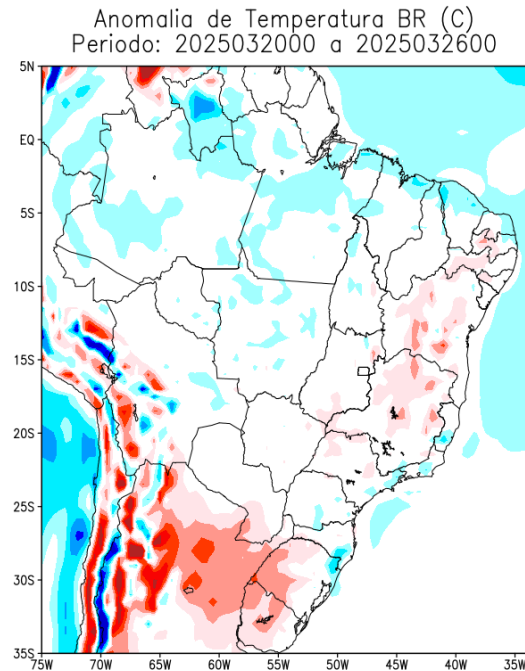 Anomalia de Temperatura BR (C)
Periodo: 2025032000 a 2025032600
5N
EQ
5S
10S
15S
20S
25S
30S
35S
75W 70W 65W 60W 55W 50W 45W 40W 35W